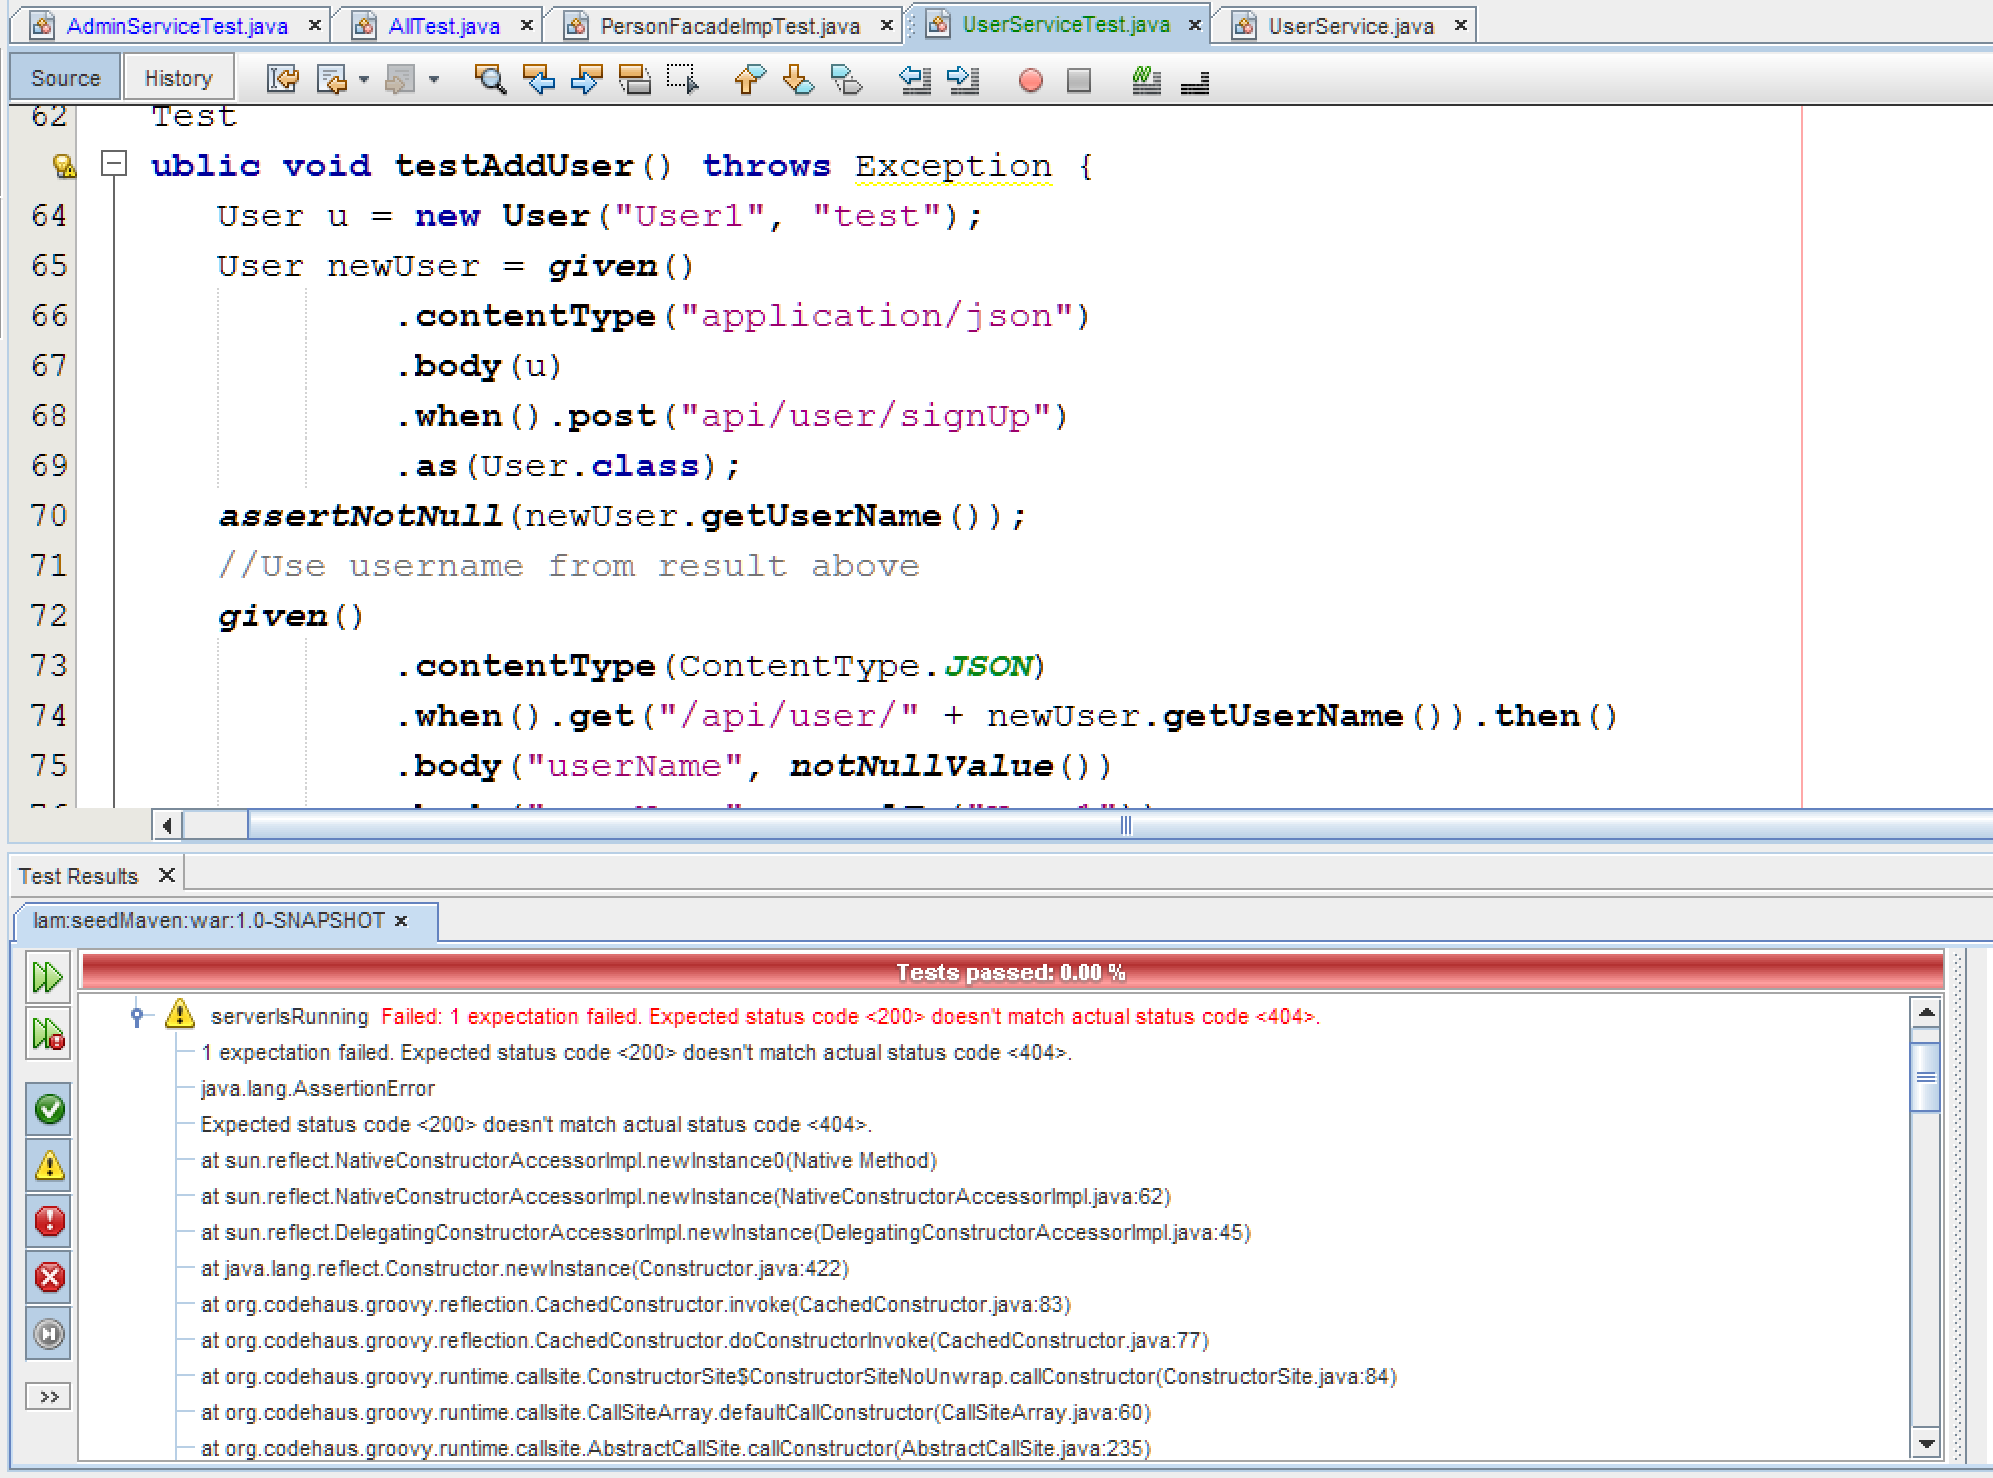 AdminServiceTest.java × AllTest.java × PersonFacadeImpTest.java × UserServiceTest.java × UserService.java ×
Source History
62 Test
ublic void testAddUser() throws Exception {
64 User u = new User("User1", "test");
65 User newUser = given()
66 .contentType("application/json")
67 .body(u)
68 .when().post("api/user/signUp")
69 .as(User.class);
70 assertNotNull(newUser.getUserName());
71 //Use username from result above
72 given()
73 .contentType(ContentType.JSON)
74 .when().get("/api/user/" + newUser.getUserName()).then()
75 .body("userName", notNullValue())
Test Results ×
lam:seedMaven:war:1.0-SNAPSHOT ×
Tests passed: 0.00 %
serverIsRunning Failed: 1 expectation failed. Expected status code <200> doesn't match actual status code <404>.
1 expectation failed. Expected status code <200> doesn't match actual status code <404>.
java.lang.AssertionError
Expected status code <200> doesn't match actual status code <404>.
at sun.reflect.NativeConstructorAccessorImpl.newInstance0(Native Method)
at sun.reflect.NativeConstructorAccessorImpl.newInstance(NativeConstructorAccessorImpl.java:62)
at sun.reflect.DelegatingConstructorAccessorImpl.newInstance(DelegatingConstructorAccessorImpl.java:45)
at java.lang.reflect.Constructor.newInstance(Constructor.java:422)
at org.codehaus.groovy.reflection.CachedConstructor.invoke(CachedConstructor.java:83)
at org.codehaus.groovy.reflection.CachedConstructor.doConstructorInvoke(CachedConstructor.java:77)
at org.codehaus.groovy.runtime.callsite.ConstructorSite$ConstructorSiteNoUnwrap.callConstructor(ConstructorSite.java:84)
at org.codehaus.groovy.runtime.callsite.CallSiteArray.defaultCallConstructor(CallSiteArray.java:60)
at org.codehaus.groovy.runtime.callsite.AbstractCallSite.callConstructor(AbstractCallSite.java:235)
>>